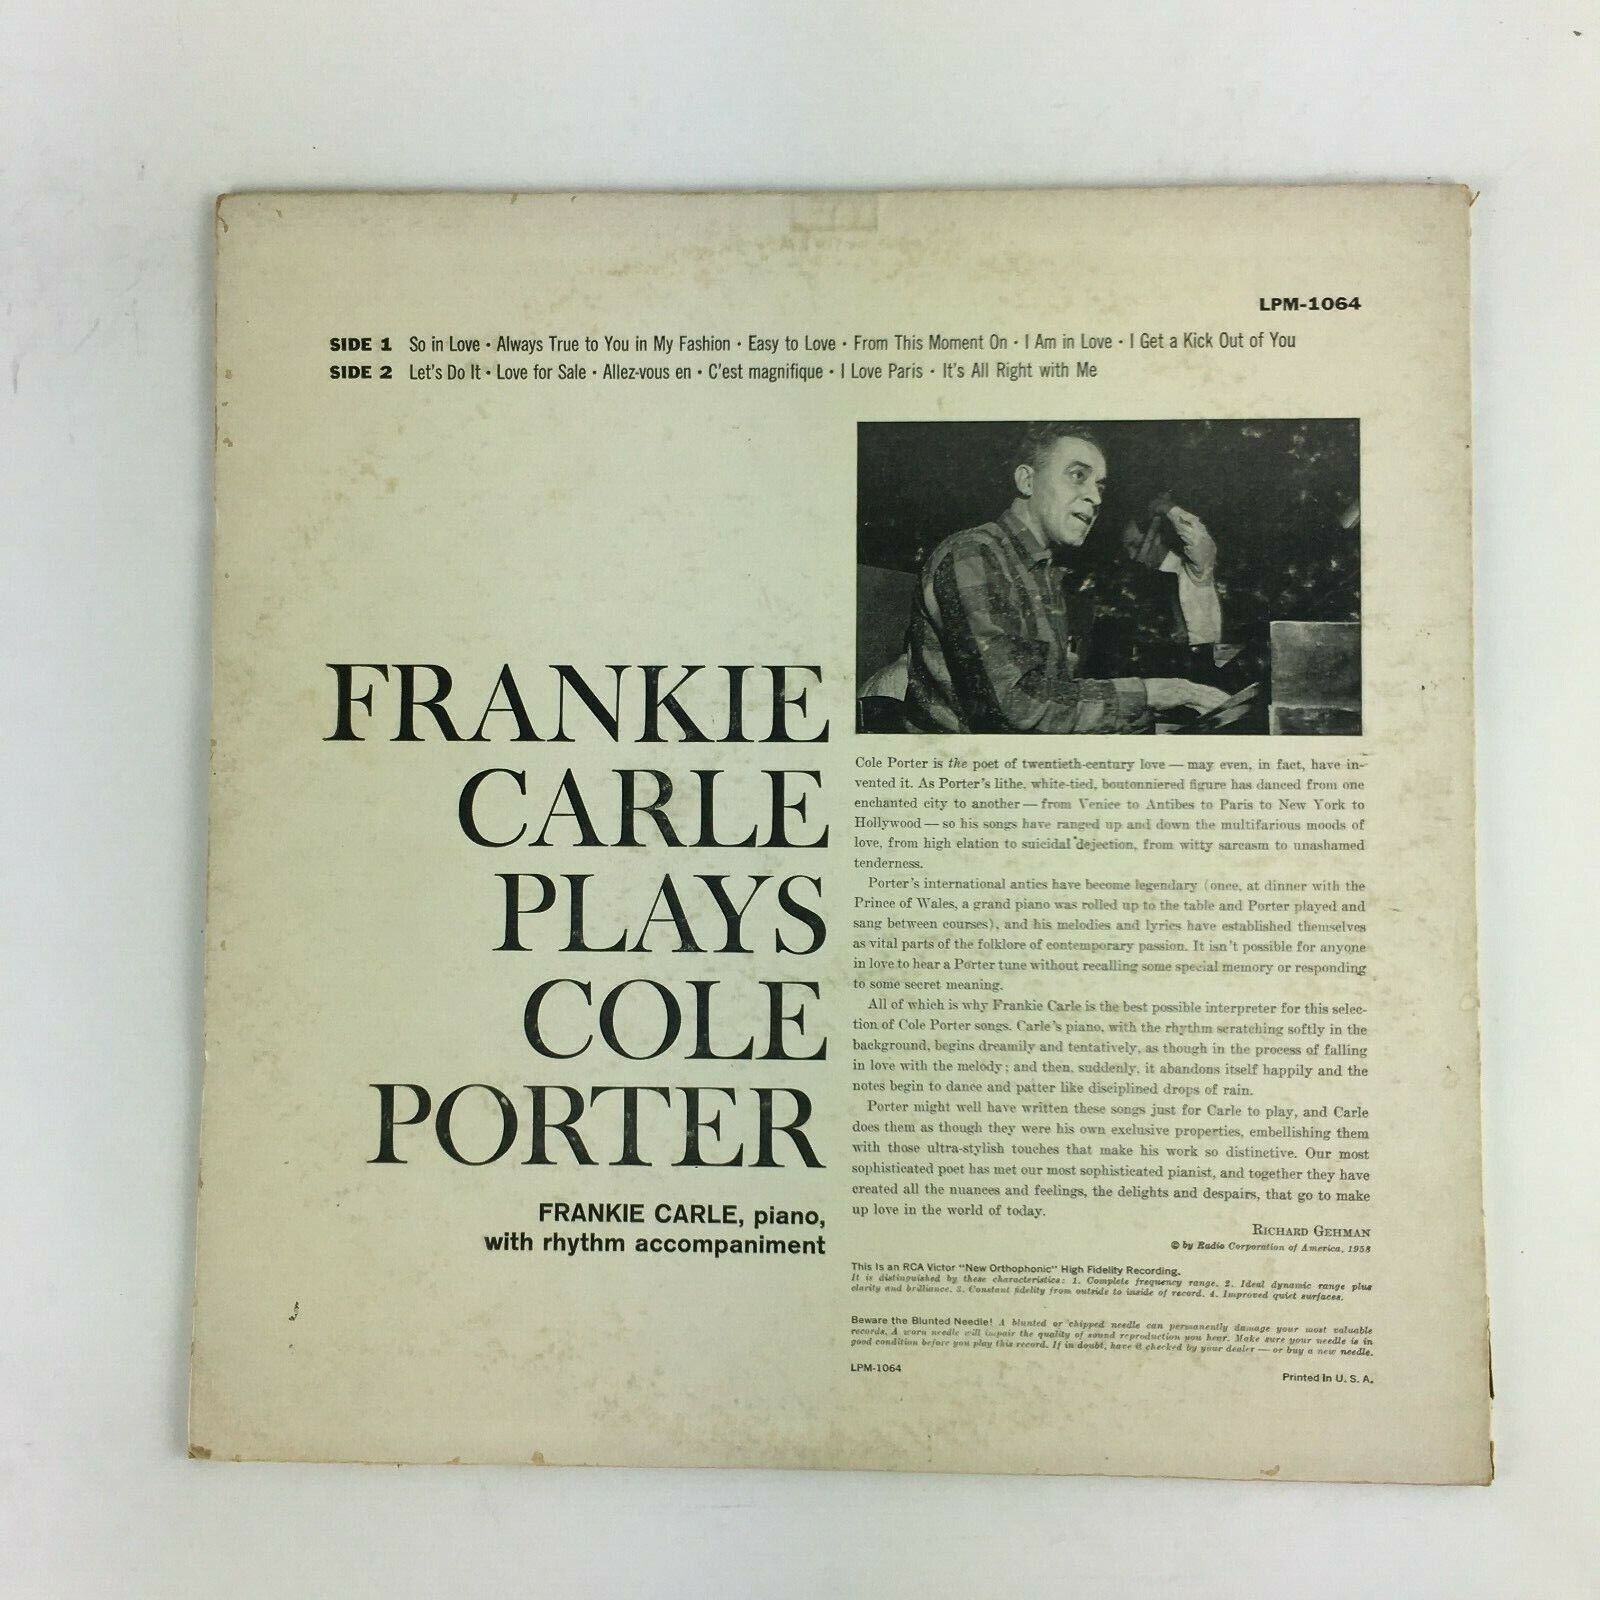 LPM-1064
SIDE 1 So in Love • Always True to You in My Fashion • Easy to Love • From This Moment On • I Am in Love • I Get a Kick Out of You
SIDE 2 Let's Do It • Love for Sale • Allez-vous en • C'est magnifique • I Love Paris • It's All Right with Me
FRANKIE
CARLE
PLAYS
COLE
PORTER
FRANKIE CARLE, piano,
with rhythm accompaniment
Cole Porter is the poet of twentieth-century love — may even, in fact, have in-
vented it. As Porter's lithe, white-tied, boutonniered figure has danced from one
enchanted city to another — from Venice to Antibes to Paris to New York to
Hollywood — so his songs have ranged up and down the multifarious moods of
love, from high elation to suicidal dejection, from witty sarcasm to unashamed
tenderness.
Porter's international antics have become legendary (once, at dinner with the
Prince of Wales, a grand piano was rolled up to the table and Porter played and
sang between courses), and his melodies and lyrics have established themselves
as vital parts of the folklore of contemporary passion. It isn't possible for anyone
in love to hear a Porter tune without recalling some special memory or responding
to some secret meaning.
All of which is why Frankie Carle is the best possible interpreter for this selec-
tion of Cole Porter songs. Carle's piano, with the rhythm scratching softly in the
background, begins dreamily and tentatively, as though in the process of falling
in love with the melody; and then, suddenly, it abandons itself happily and the
notes begin to dance and patter like disciplined drops of rain.
Porter might well have written these songs just for Carle to play, and Carle
does them as though they were his own exclusive properties, embellishing them
with those ultra-stylish touches that make his work so distinctive. Our most
sophisticated poet has met our most sophisticated pianist, and together they have
created all the nuances and feelings, the delights and despairs, that go to make
up love in the world of today.
RICHARD GEHMAN
© by Radio Corporation of America, 1958
This Is an RCA Victor "New Orthophonic" High Fidelity Recording.
It is distinguished by these characteristics: 1. Complete frequency range. 2. Ideal dynamic range plus
clarity and brilliance. 3. Constant fidelity from outside to inside of record. 4. Improved quiet surfaces.
Beware the Blunted Needle! A blunted or chipped needle can permanently damage your most valuable
records. A worn needle will impair the quality of sound reproduction you hear. Make sure your needle is in
good condition before you play this record. If in doubt, have it checked by your dealer — or buy a new needle.
LPM-1064
Printed In U. S. A.